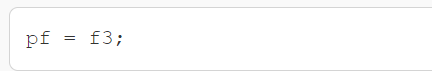 pf = f3;